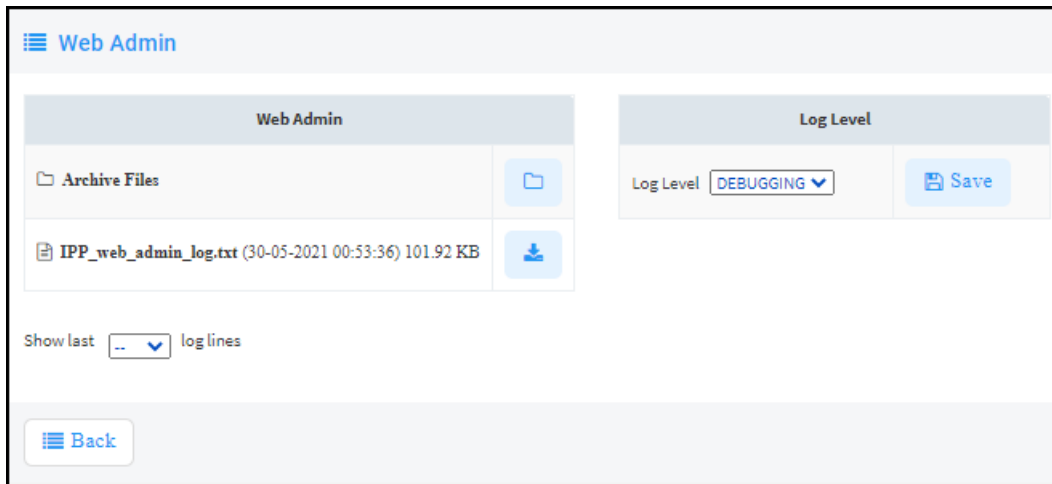 Web Admin
Web Admin
Archive Files
IPP_web_admin_log.txt (30-05-2021 00:53:36) 101.92 KB
Log Level
Log Level DEBUGGING Save
Show last -- log lines
Back